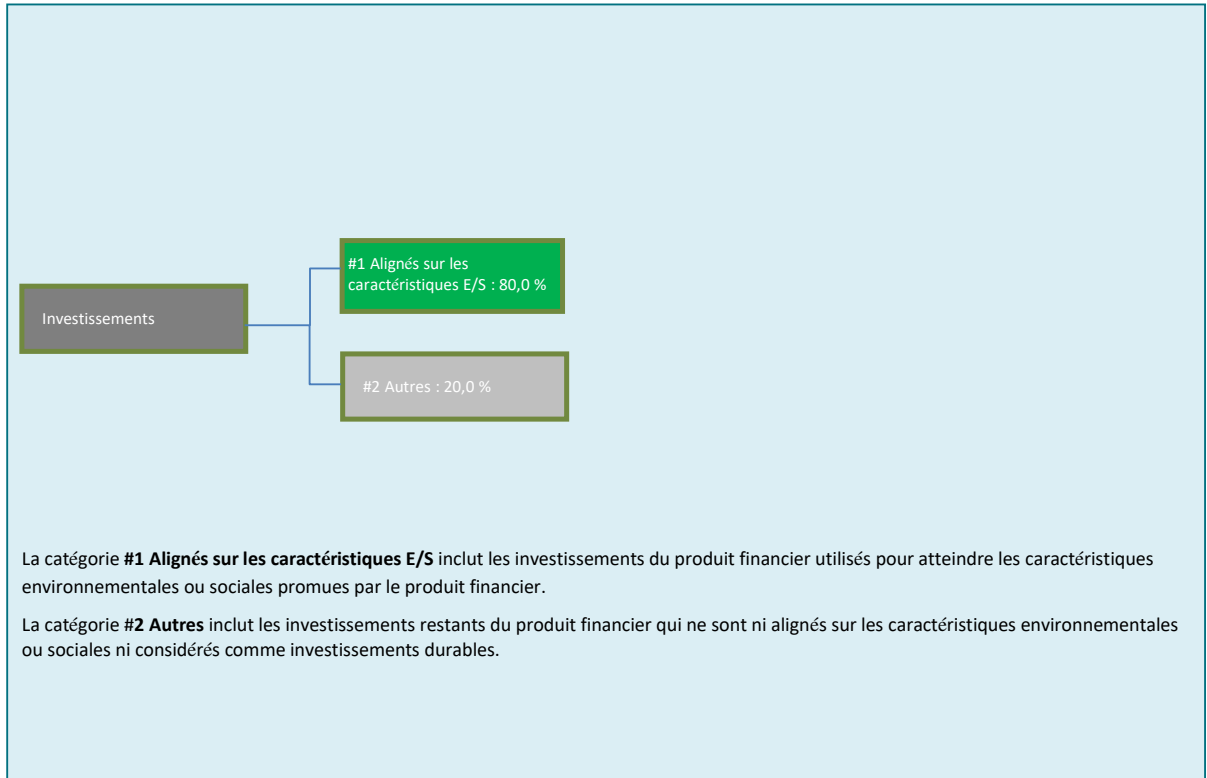 #1 Alignés sur les
caractéristiques E/S : 80,0 %
Investissements
#2 Autres : 20,0 %
La catégorie #1 Alignés sur les caractéristiques E/S inclut les investissements du produit financier utilisés pour atteindre les caractéristiques
environnementales ou sociales promues par le produit financier.
La catégorie #2 Autres inclut les investissements restants du produit financier qui ne sont ni alignés sur les caractéristiques environnementales
ou sociales ni considérés comme investissements durables.